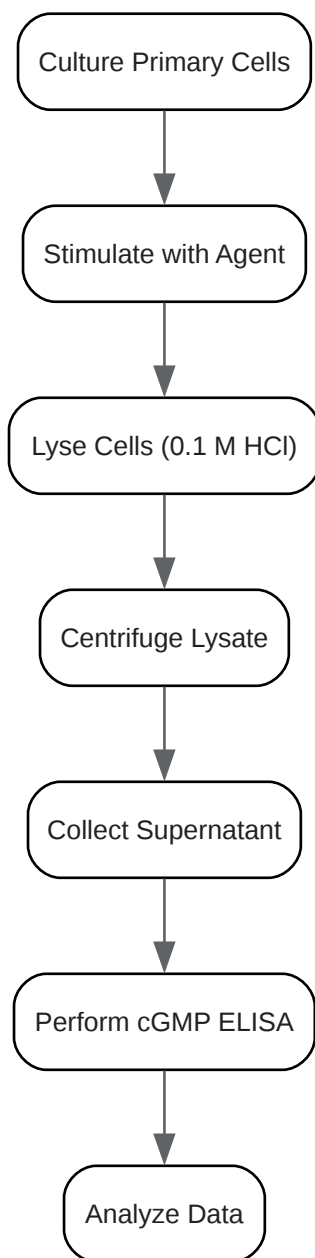 Culture Primary Cells
Stimulate with Agent
Lyse Cells (0.1 M HCl)
Centrifuge Lysate
Collect Supernatant
Perform cGMP ELISA
Analyze Data